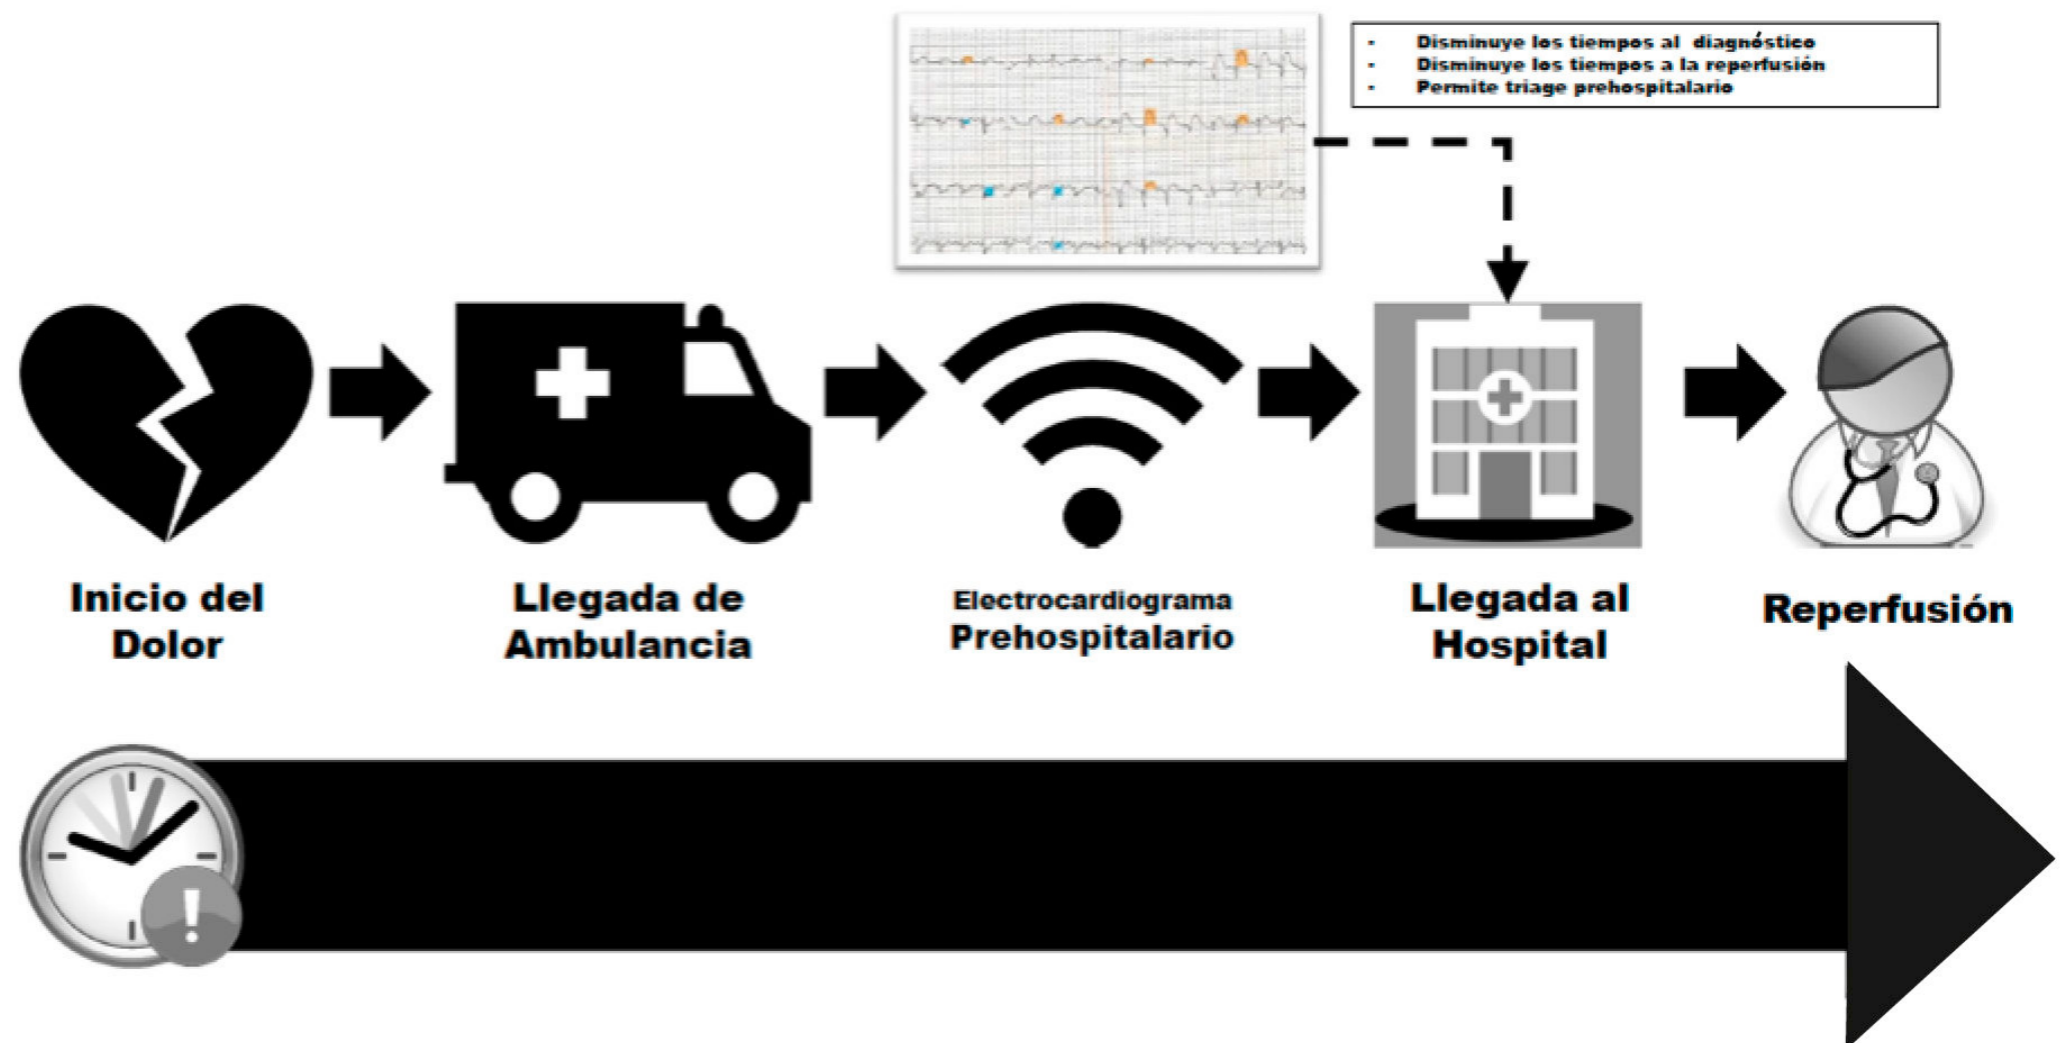 - Disminuye los tiempos al diagnóstico
- Disminuye los tiempos a la reperfusión
- Permite triage prehospitalario
Inicio del
Dolor
Llegada de
Ambulancia
Electrocardiograma
Prehospitalario
Llegada al
Hospital
Reperfusión